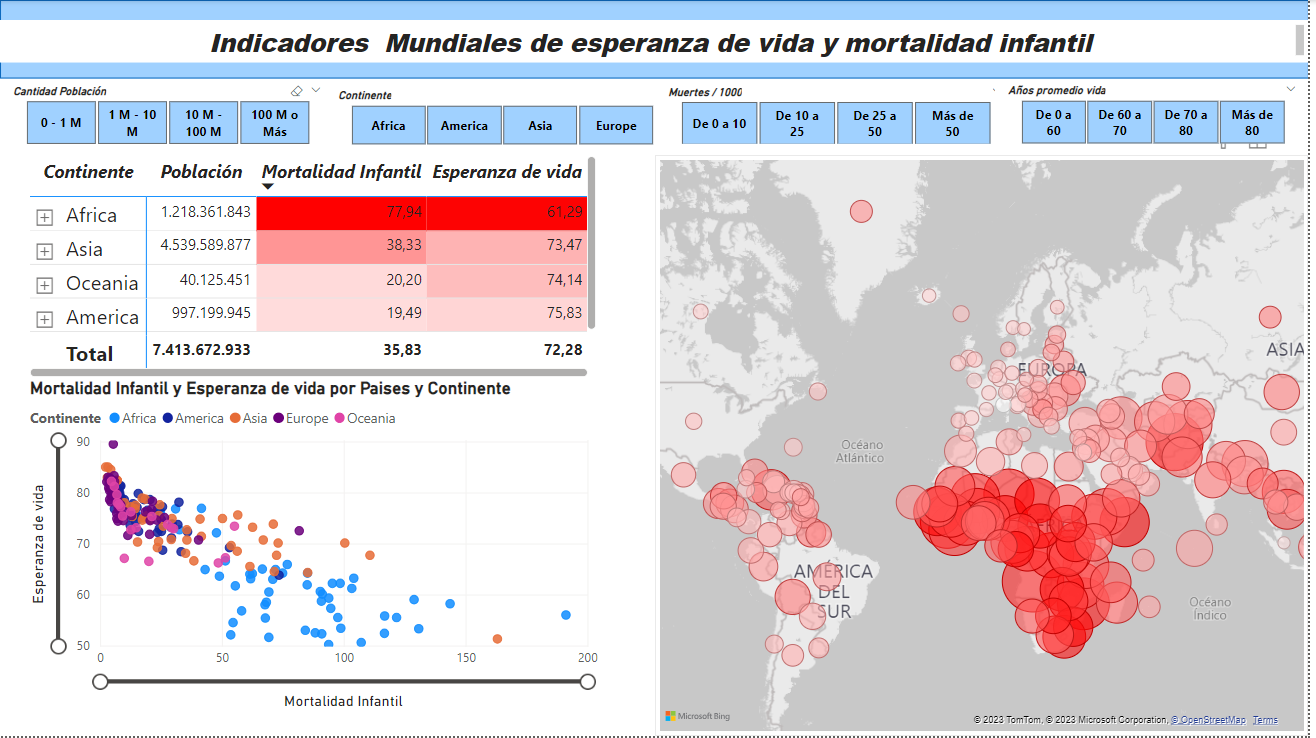 Indicadores  Mundiales de esperanza de vida y mortalidad infantil
Cantidad Población
0 - 1 M
1 M - 10
M
10 M -
100 M
100 M o
Más
Continente
Africa
America
Asia
Europe
Muertes / 1000
De 0 a 10
De 10 a
25
De 25 a
50
Más de
50
Años promedio vida
De 0 a
60
De 60 a
70
De 70 a
80
Más de
80
Continente Población Mortalidad Infantil Esperanza de vida
Africa 1.218.361.843 77,94 61,29
Asia 4.539.589.877 38,33 73,47
Oceania 40.125.451 20,20 74,14
America 997.199.945 19,49 75,83
Total 7.413.672.933 35,83 72,28
Mortalidad Infantil y Esperanza de vida por Paises y Continente
Continente Africa America Asia Europe Oceania
Esperanza de vida
90
80
70
60
50
0 50 100 150 200
Mortalidad Infantil
EUROPA
ASIA
Océano
Atlántico
AMÉRICA
DEL
SUR
Océano
Índico
Microsoft Bing
© 2023 TomTom, © 2023 Microsoft Corporation, © OpenStreetMap Terms